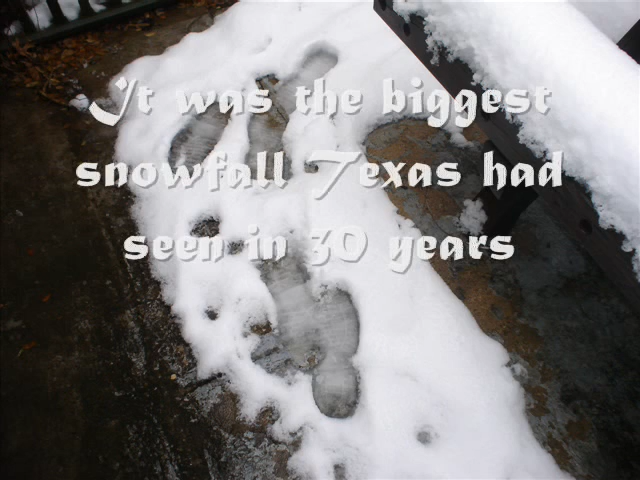 It was the biggest
snowfall Texas had
seen in 30 years